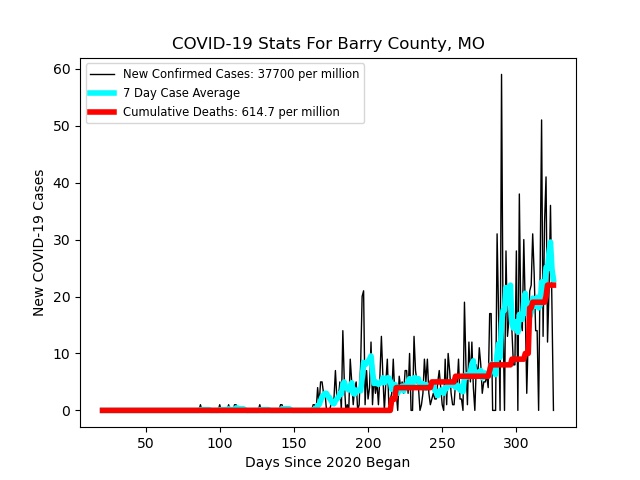 COVID-19 Stats For Barry County, MO
New Confirmed Cases: 37700 per million
7 Day Case Average
Cumulative Deaths: 614.7 per million
New COVID-19 Cases
60
50
40
30
20
10
0
50 100 150 200 250 300
Days Since 2020 Began